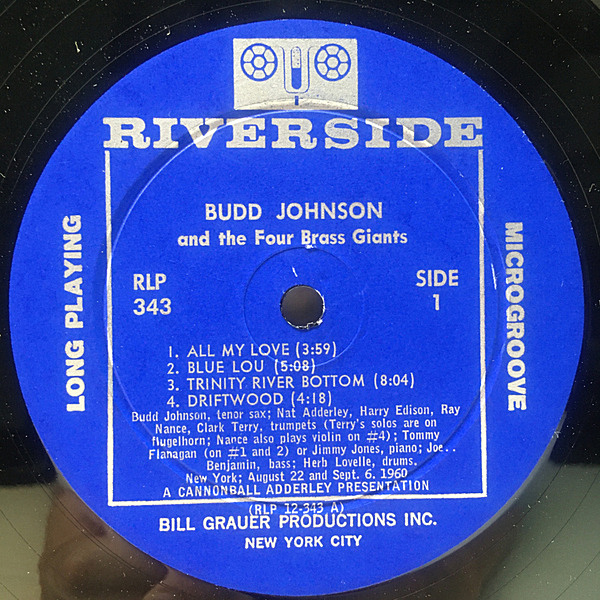 RIVERSIDE
BUDD JOHNSON
and the Four Brass Giants
LONG PLAYING
RLP
343
SIDE
1
MICROGROOVE
1. ALL MY LOVE (3:59)
2. BLUE LOU (5:08)
3. TRINITY RIVER BOTTOM (8:04)
4. DRIFTWOOD (4:18)
Budd Johnson, tenor sax; Nat Adderley, Harry Edison, Ray
Nance, Clark Terry, trumpets (Terry's solos are on
flugelhorn; Nance also plays violin on #4); Tommy
Flanagan (on #1 and 2) or Jimmy Jones, piano; Joe..
Benjamin, bass; Herb Lovelle, drums.
New York; August 22 and Sept. 6, 1960
A CANNONBALL ADDERLEY PRESENTATION
(RLP 12-343 A)
BILL GRAUER PRODUCTIONS INC.
NEW YORK CITY